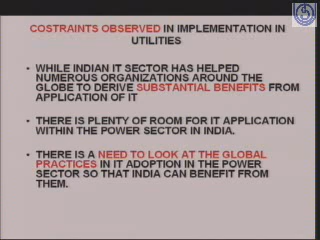 COSTRAINTS OBSERVED IN IMPLEMENTATION IN
UTILITIES
• WHILE INDIAN IT SECTOR HAS HELPED
NUMEROUS ORGANIZATIONS AROUND THE
GLOBE TO DERIVE SUBSTANTIAL BENEFITS FROM
APPLICATION OF IT
• THERE IS PLENTY OF ROOM FOR IT APPLICATION
WITHIN THE POWER SECTOR IN INDIA.
• THERE IS A NEED TO LOOK AT THE GLOBAL
PRACTICES IN IT ADOPTION IN THE POWER
SECTOR SO THAT INDIA CAN BENEFIT FROM
THEM.